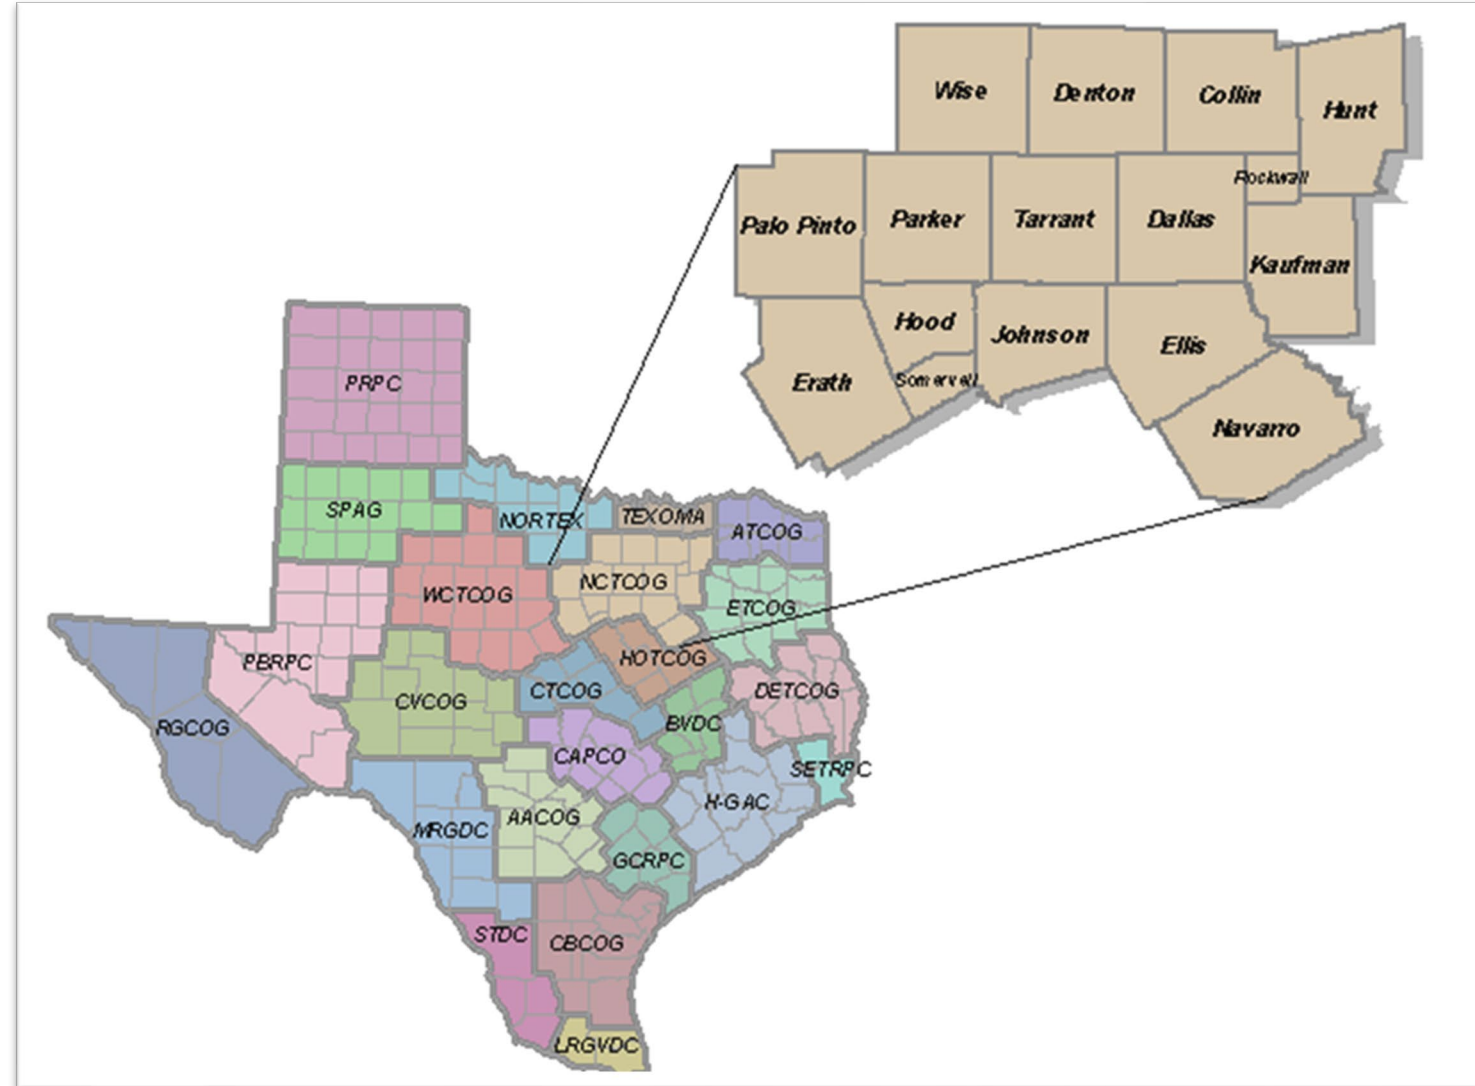 Wise
Denton
Collin
Hunt
Rockwall
Palo Pinto
Parker
Tarrant
Dallas
Kaufman
Hood
Johnson
Ellis
Erath
Somervell
Navarro
PRPC
SPAG
NORTEX
TEXOMA
ATCOG
WCTCOG
NCTCOG
ETCOG
PBRPC
HOTCOG
CVCOG
CTCOG
DETCOG
RGCOG
BVDC
CAPCO
SETRPC
MRGDC
AACOG
H-GAC
GCRPC
STDC
CBCOG
LRGVDC